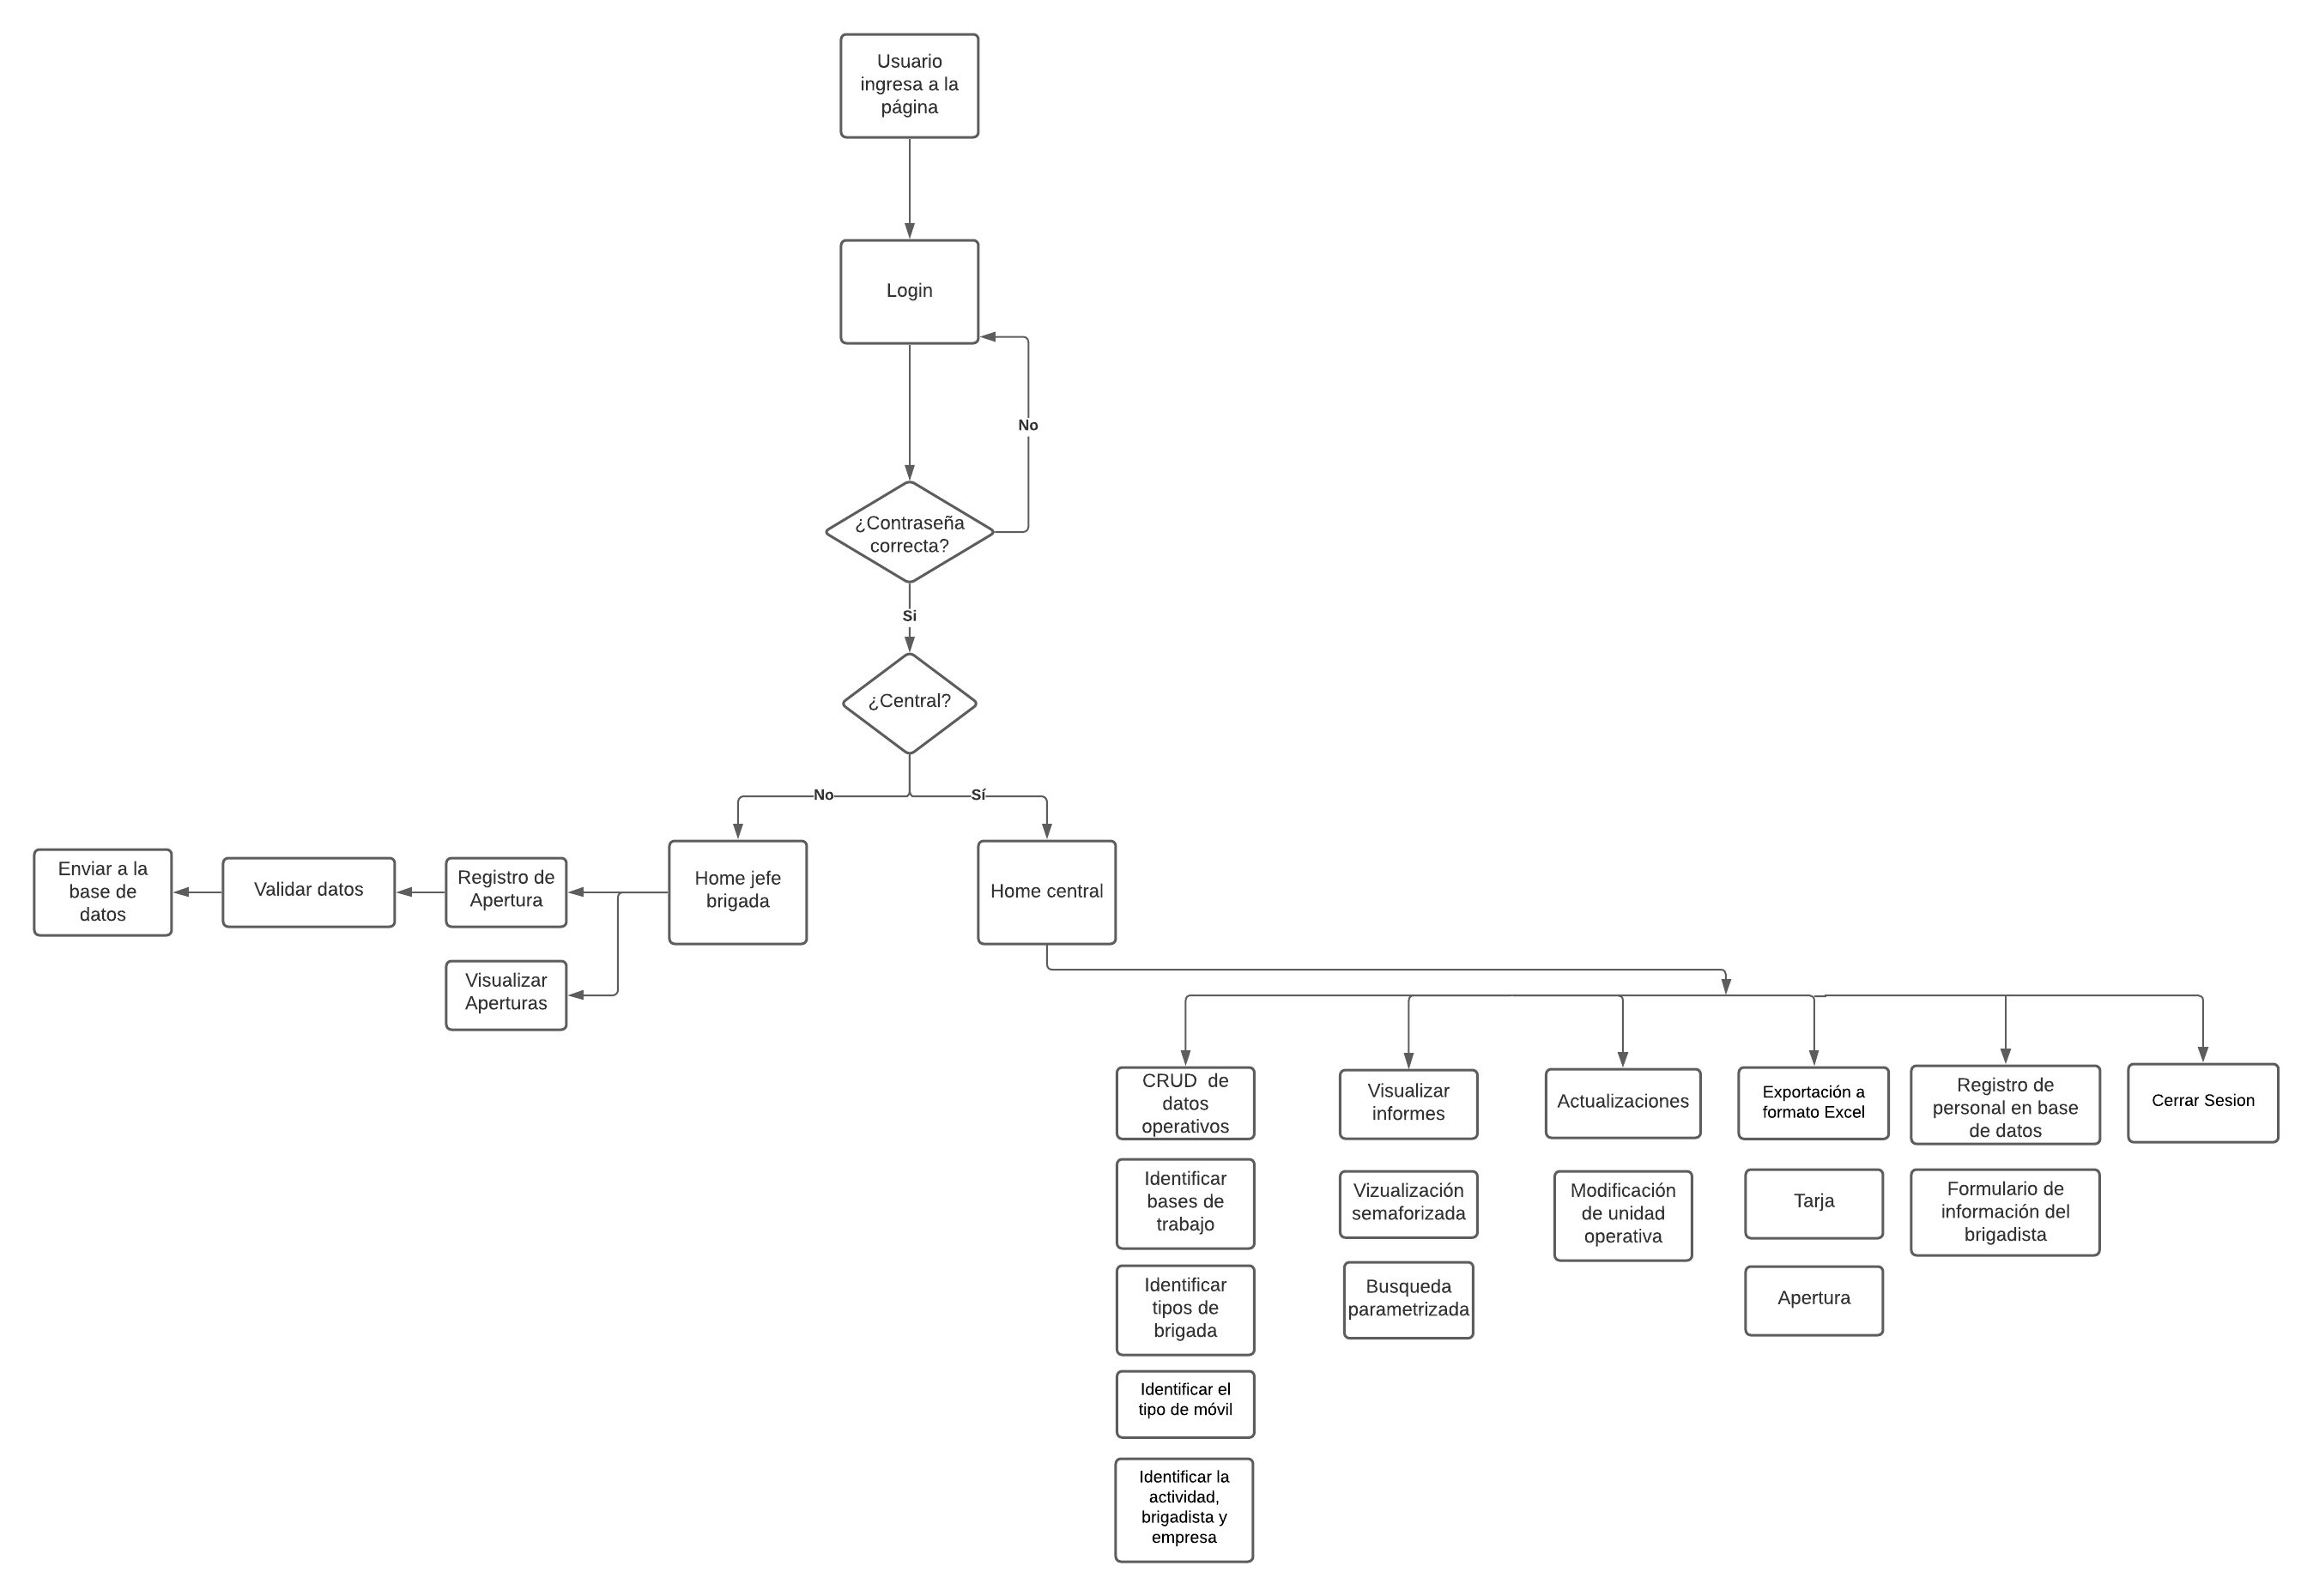 Usuario
ingresa a la
página
Login
No
¿Contraseña
correcta?
Si
¿Central?
No
Sí
Enviar a la
base de
datos
Validar datos
Registro de
Apertura
Home jefe
brigada
Home central
Visualizar
Aperturas
CRUD  de
datos
operativos
Visualizar
informes
Actualizaciones
Exportación a
formato Excel
Registro de
personal en base
de datos
Cerrar Sesion
Identificar
bases de
trabajo
Vizualización
semaforizada
Modificación
de unidad
operativa
Tarja
Formulario de
información del
brigadista
Identificar
tipos de
brigada
Busqueda
parametrizada
Apertura
Identificar el
tipo de móvil
Identificar la
actividad,
brigadista y
empresa